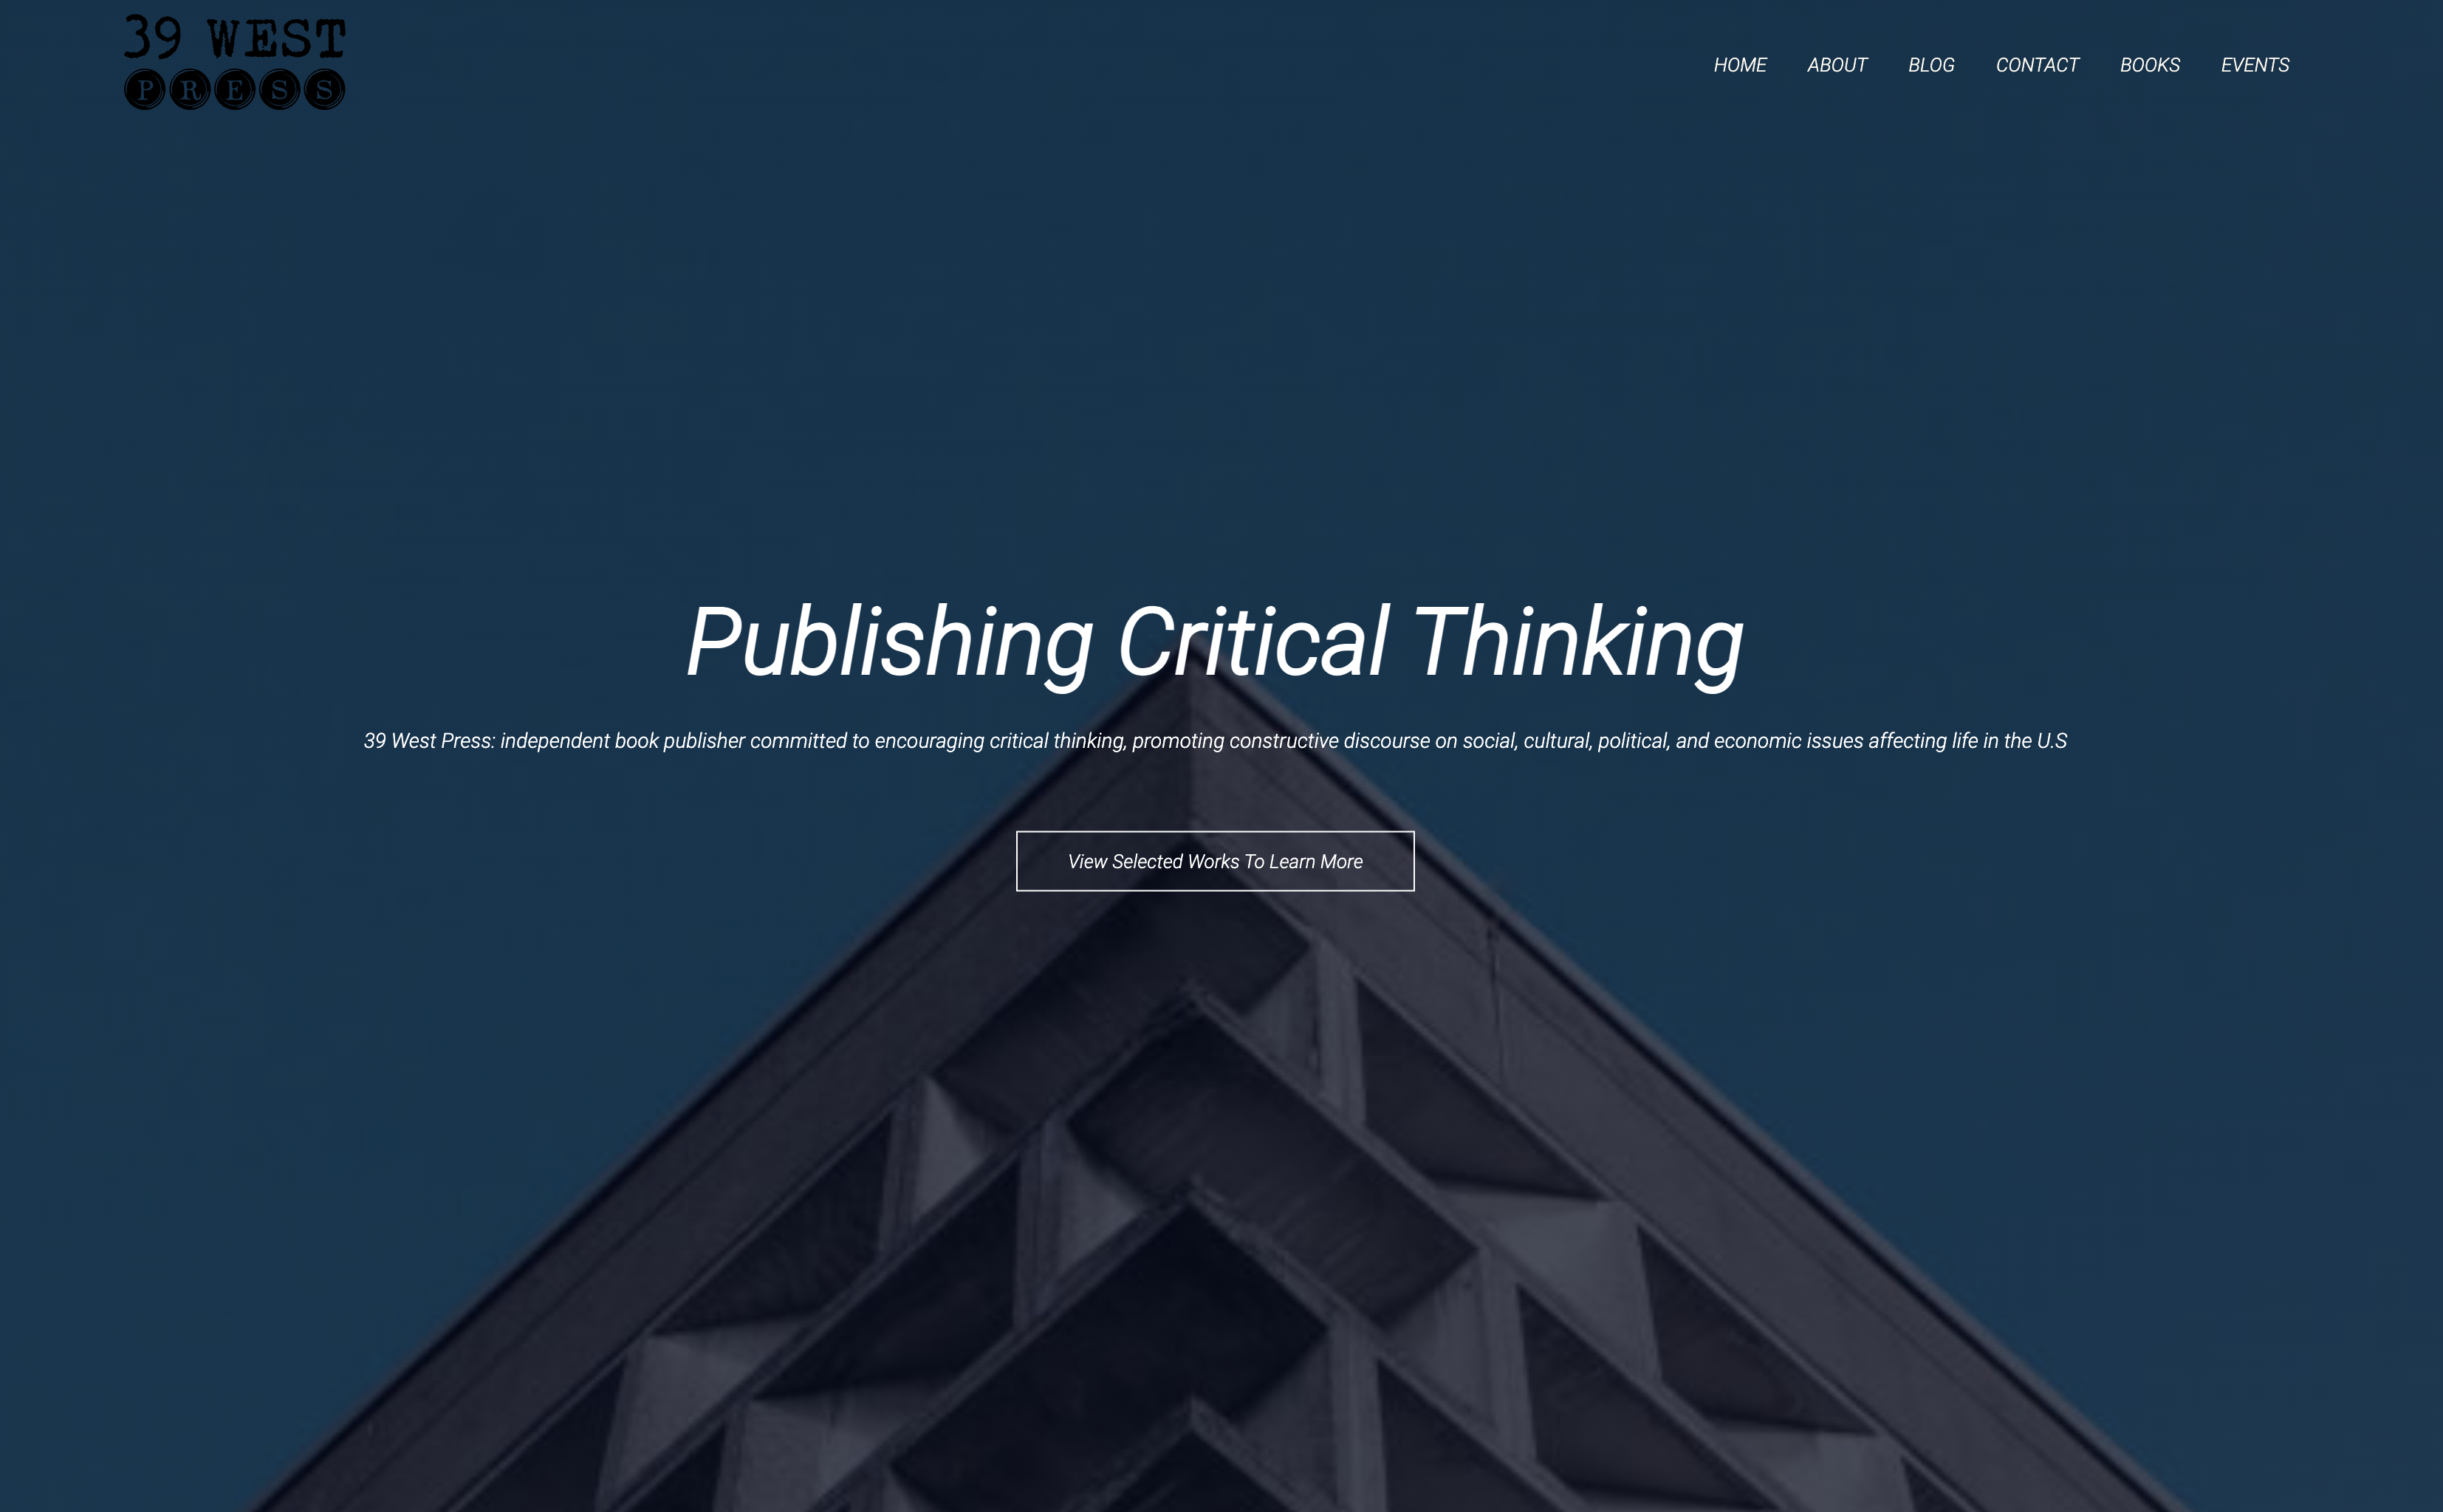 39 WEST
PRESS
HOME ABOUT BLOG CONTACT BOOKS EVENTS
Publishing Critical Thinking
39 West Press: independent book publisher committed to encouraging critical thinking, promoting constructive discourse on social, cultural, political, and economic issues affecting life in the U.S
View Selected Works To Learn More